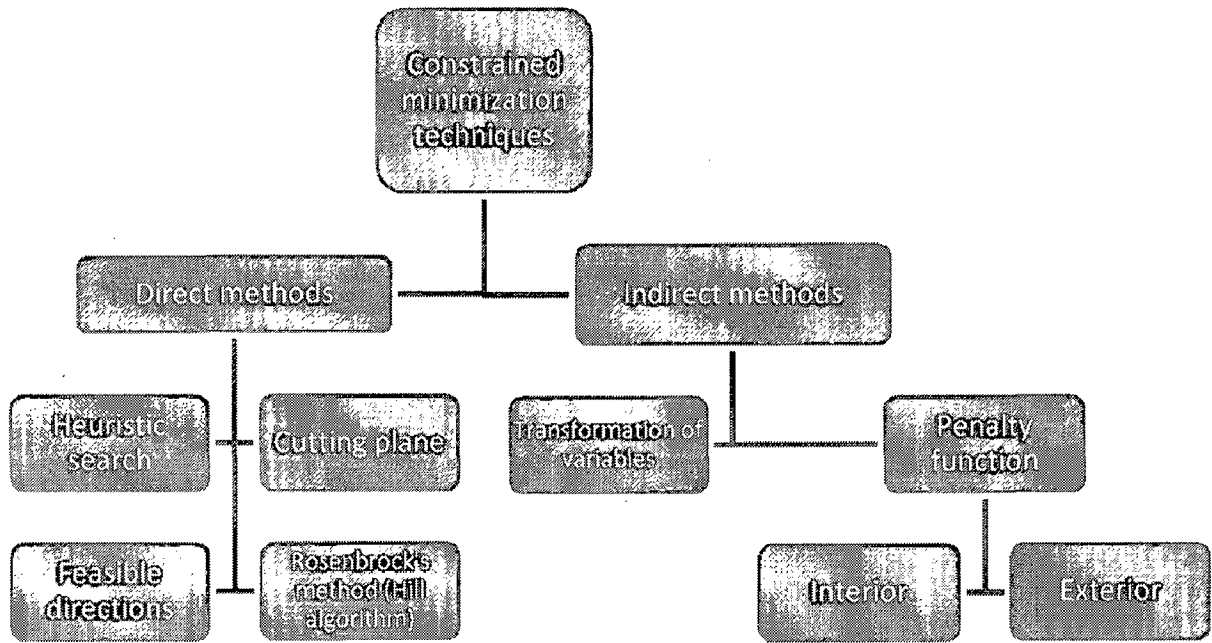 Constrained
minimization
techniques
Direct methods
Indirect methods
Heuristic
search
Cutting plane
Transformation of
variables
Penalty
function
Feasible
directions
Rosenbrock's
method (Hill
algorithm)
Interior
Exterior